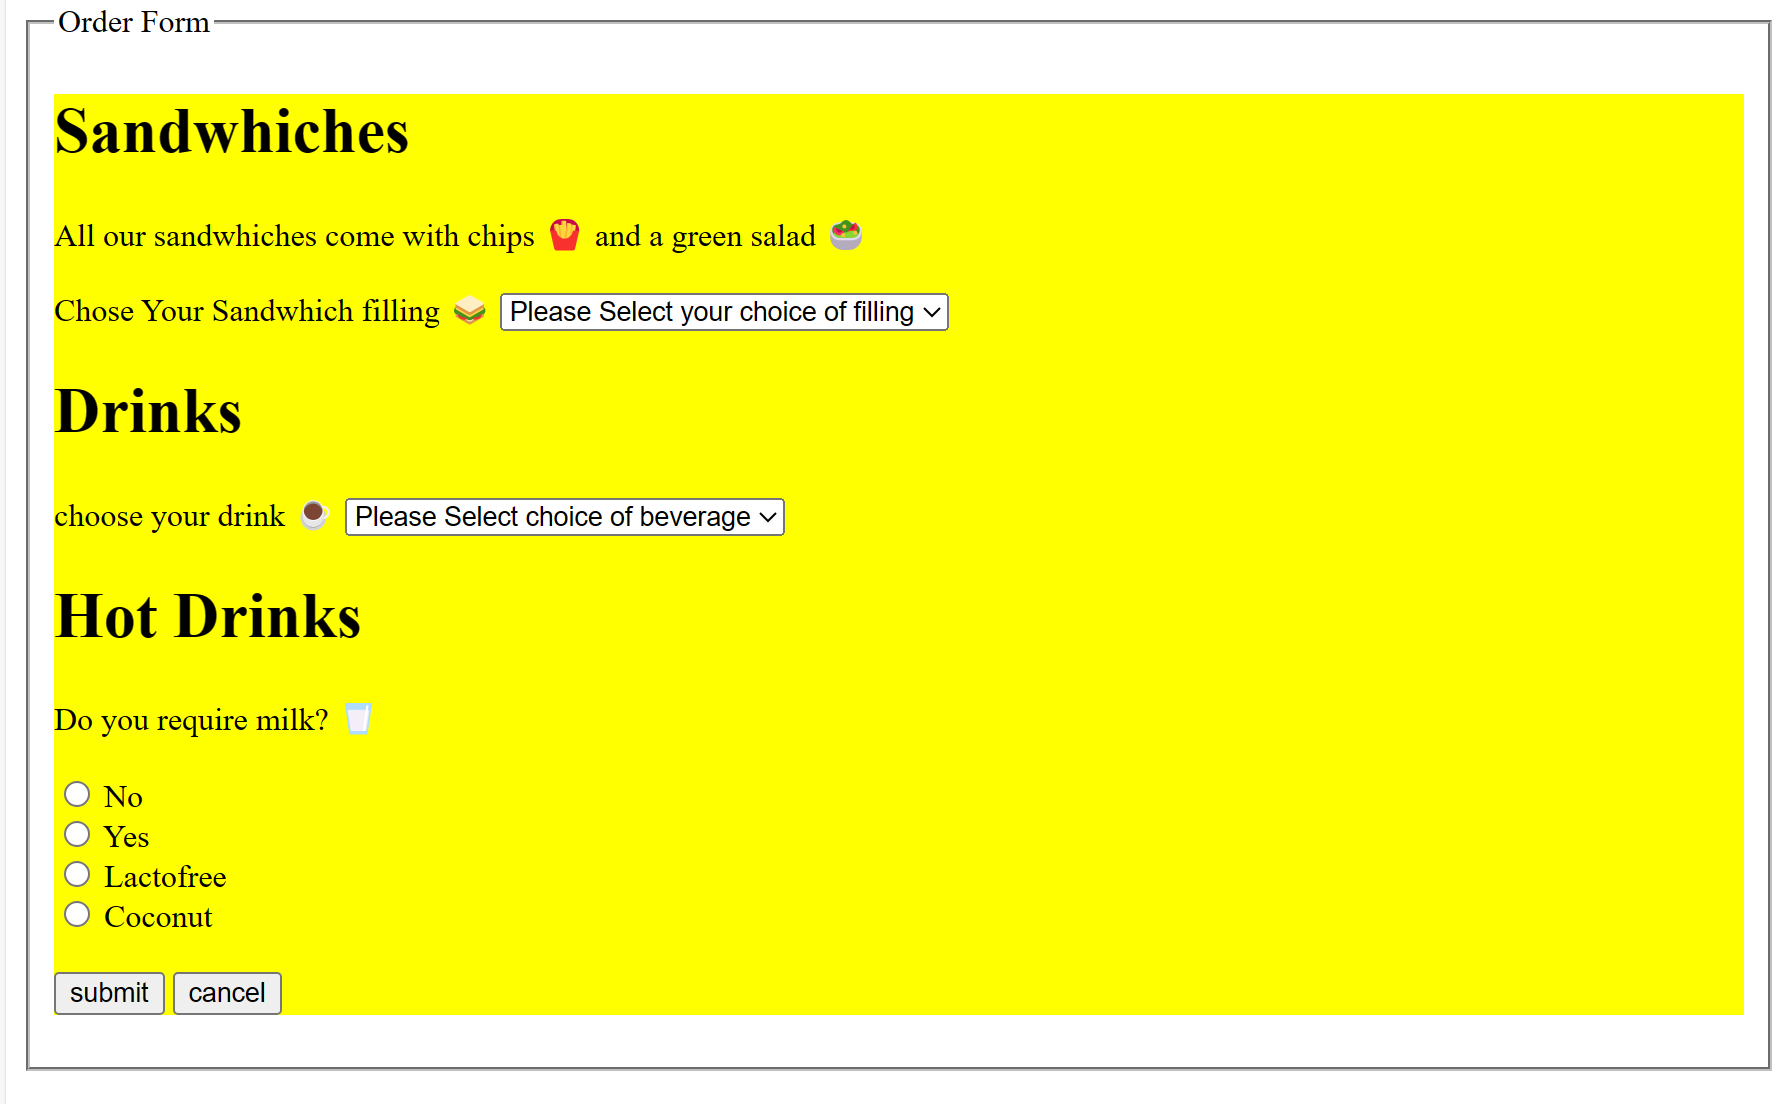 Order Form
Sandwhiches
All our sandwhiches come with chips 🍟 and a green salad 🥗
Chose Your Sandwhich filling 🥪 Please Select your choice of filling
Drinks
choose your drink ☕ Please Select choice of beverage
Hot Drinks
Do you require milk? 🥛
No
Yes
Lactofree
Coconut
submit cancel